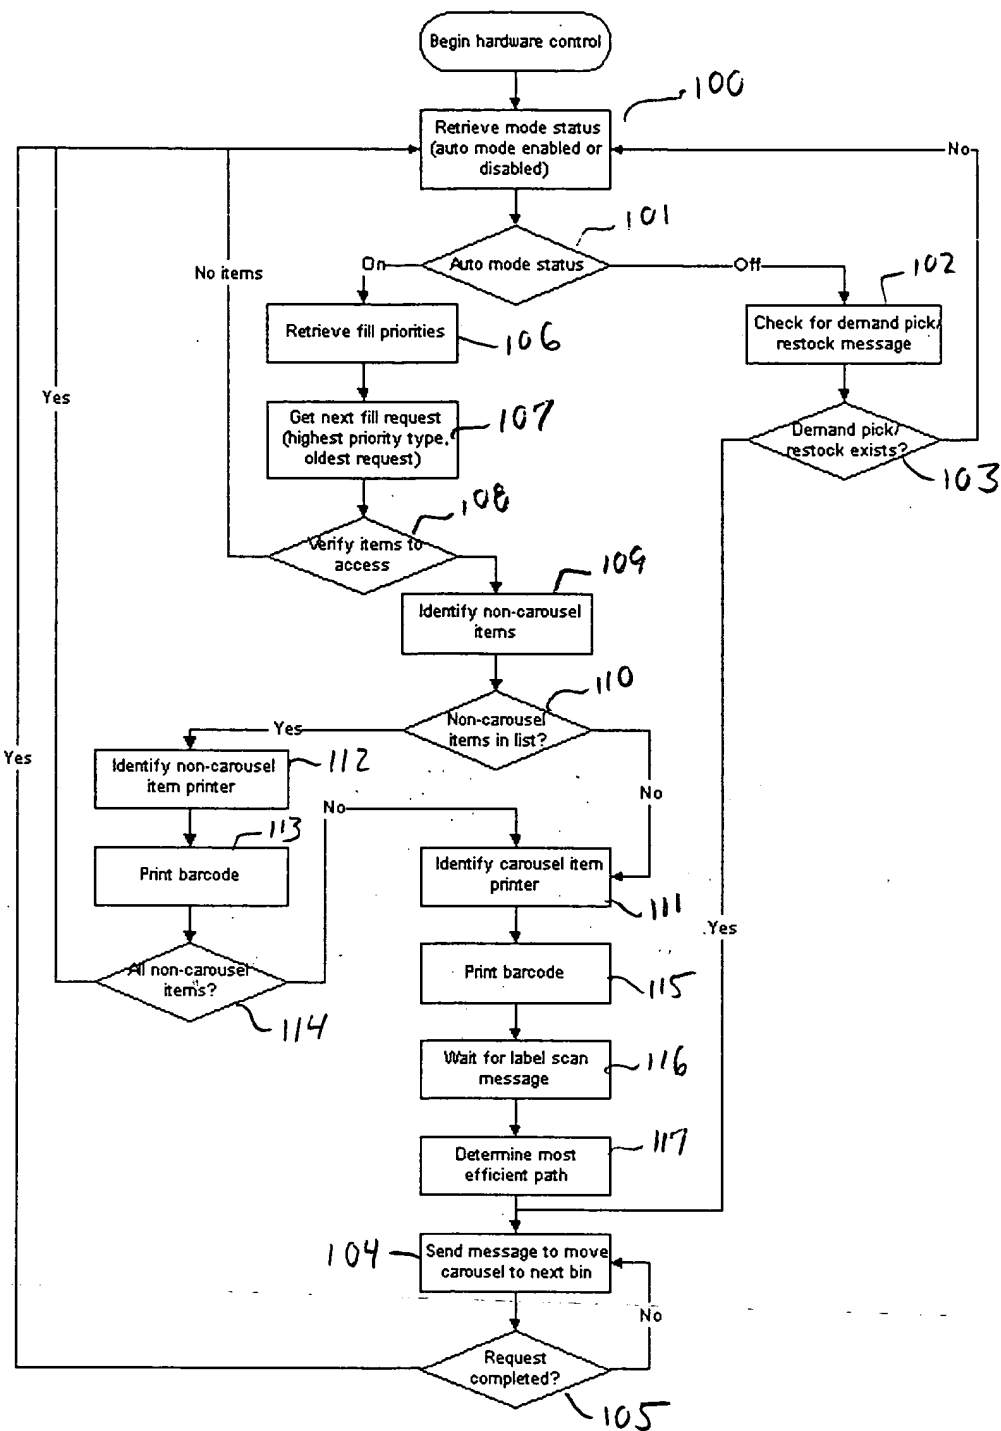 Begin hardware control
100
Retrieve mode status
(auto mode enabled or
disabled)
No
101
Auto mode status
On
Off
No items
102
Check for demand pick/
restock message
Retrieve fill priorities
106
Yes
Get next fill request
(highest priority type,
oldest request)
107
Demand pick/
restock exists?
103
108
Verify items to
access
109
Identify non-carousel
items
110
Non-carousel
items in list?
Yes
Yes
Identify non-carousel
item printer
112
No
No
113
Print barcode
Identify carousel item
printer
111
Yes
All non-carousel
items?
114
Print barcode
115
Wait for label scan
message
116
Determine most
efficient path
117
104
Send message to move
carousel to next bin
No
Request
completed?
105